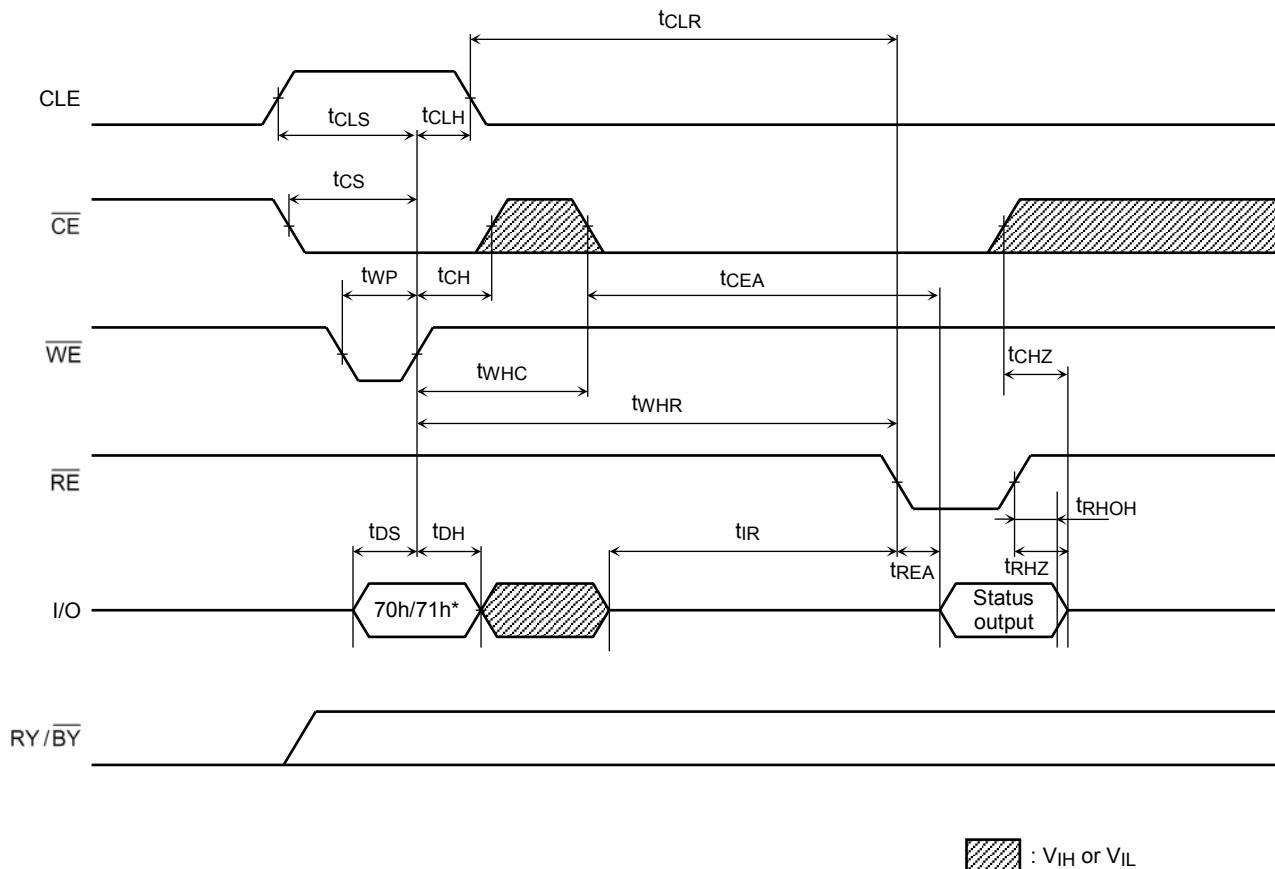 tCLR
CLE
tCLS
tCLH
tCS
CE
tWP
tCH
tCEA
WE
tCHZ
tWHC
tWHR
RE
tRHOH
tDS
tDH
tIR
tREA
tRHZ
I/O
70h/71h*
Status
output
RY/BY
: VIH or VIL